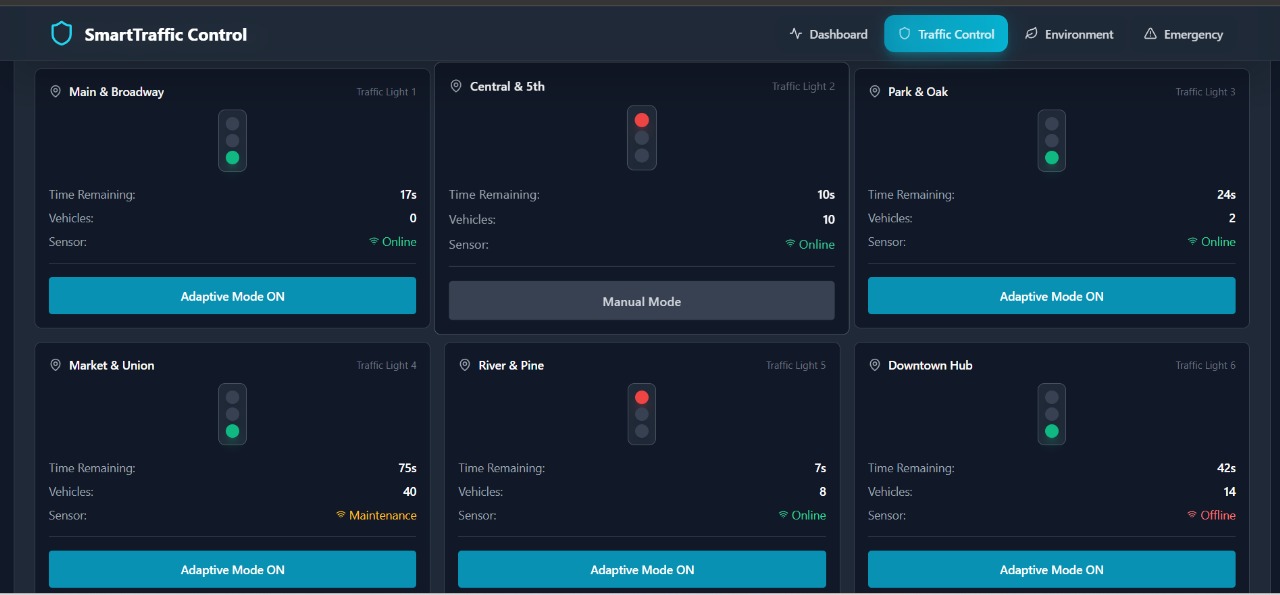 SmartTraffic Control
Dashboard
Traffic Control
Environment
Emergency
Main & Broadway
Traffic Light 1
Time Remaining: 17s
Vehicles: 0
Sensor: Online
Adaptive Mode ON
Central & 5th
Traffic Light 2
Time Remaining: 10s
Vehicles: 10
Sensor: Online
Manual Mode
Park & Oak
Traffic Light 3
Time Remaining: 24s
Vehicles: 2
Sensor: Online
Adaptive Mode ON
Market & Union
Traffic Light 4
Time Remaining: 75s
Vehicles: 40
Sensor: Maintenance
Adaptive Mode ON
River & Pine
Traffic Light 5
Time Remaining: 7s
Vehicles: 8
Sensor: Online
Adaptive Mode ON
Downtown Hub
Traffic Light 6
Time Remaining: 42s
Vehicles: 14
Sensor: Offline
Adaptive Mode ON